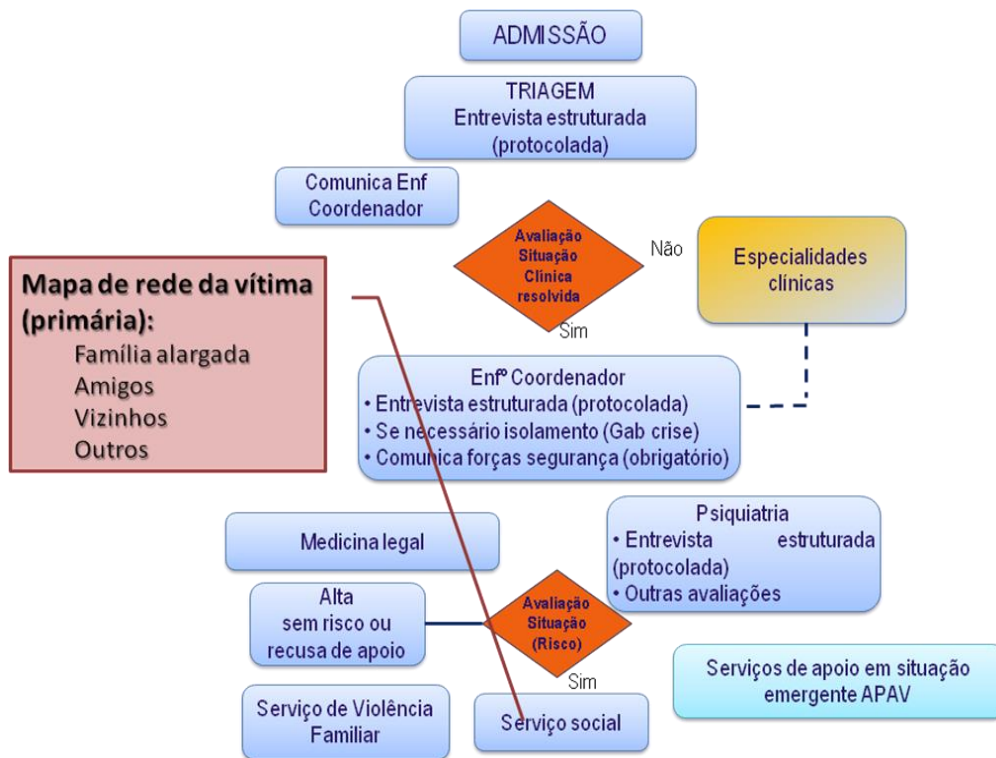 ADMISSÃO
TRIAGEM
Entrevista estruturada
(protocolada)
Comunica Enf
Coordenador
Avaliação
Situação
Clínica
resolvida
Não
Especialidades
clínicas
Sim
Mapa de rede da vítima
(primária):
Família alargada
Amigos
Vizinhos
Outros
Enfº Coordenador
• Entrevista estruturada (protocolada)
• Se necessário isolamento (Gab crise)
• Comunica forças segurança (obrigatório)
Psiquiatria
• Entrevista estruturada
(protocolada)
• Outras avaliações
Medicina legal
Alta
sem risco ou
recusa de apoio
Avaliação
Situação
(Risco)
Sim
Serviços de apoio em situação
emergente APAV
Serviço de Violência
Familiar
Serviço social